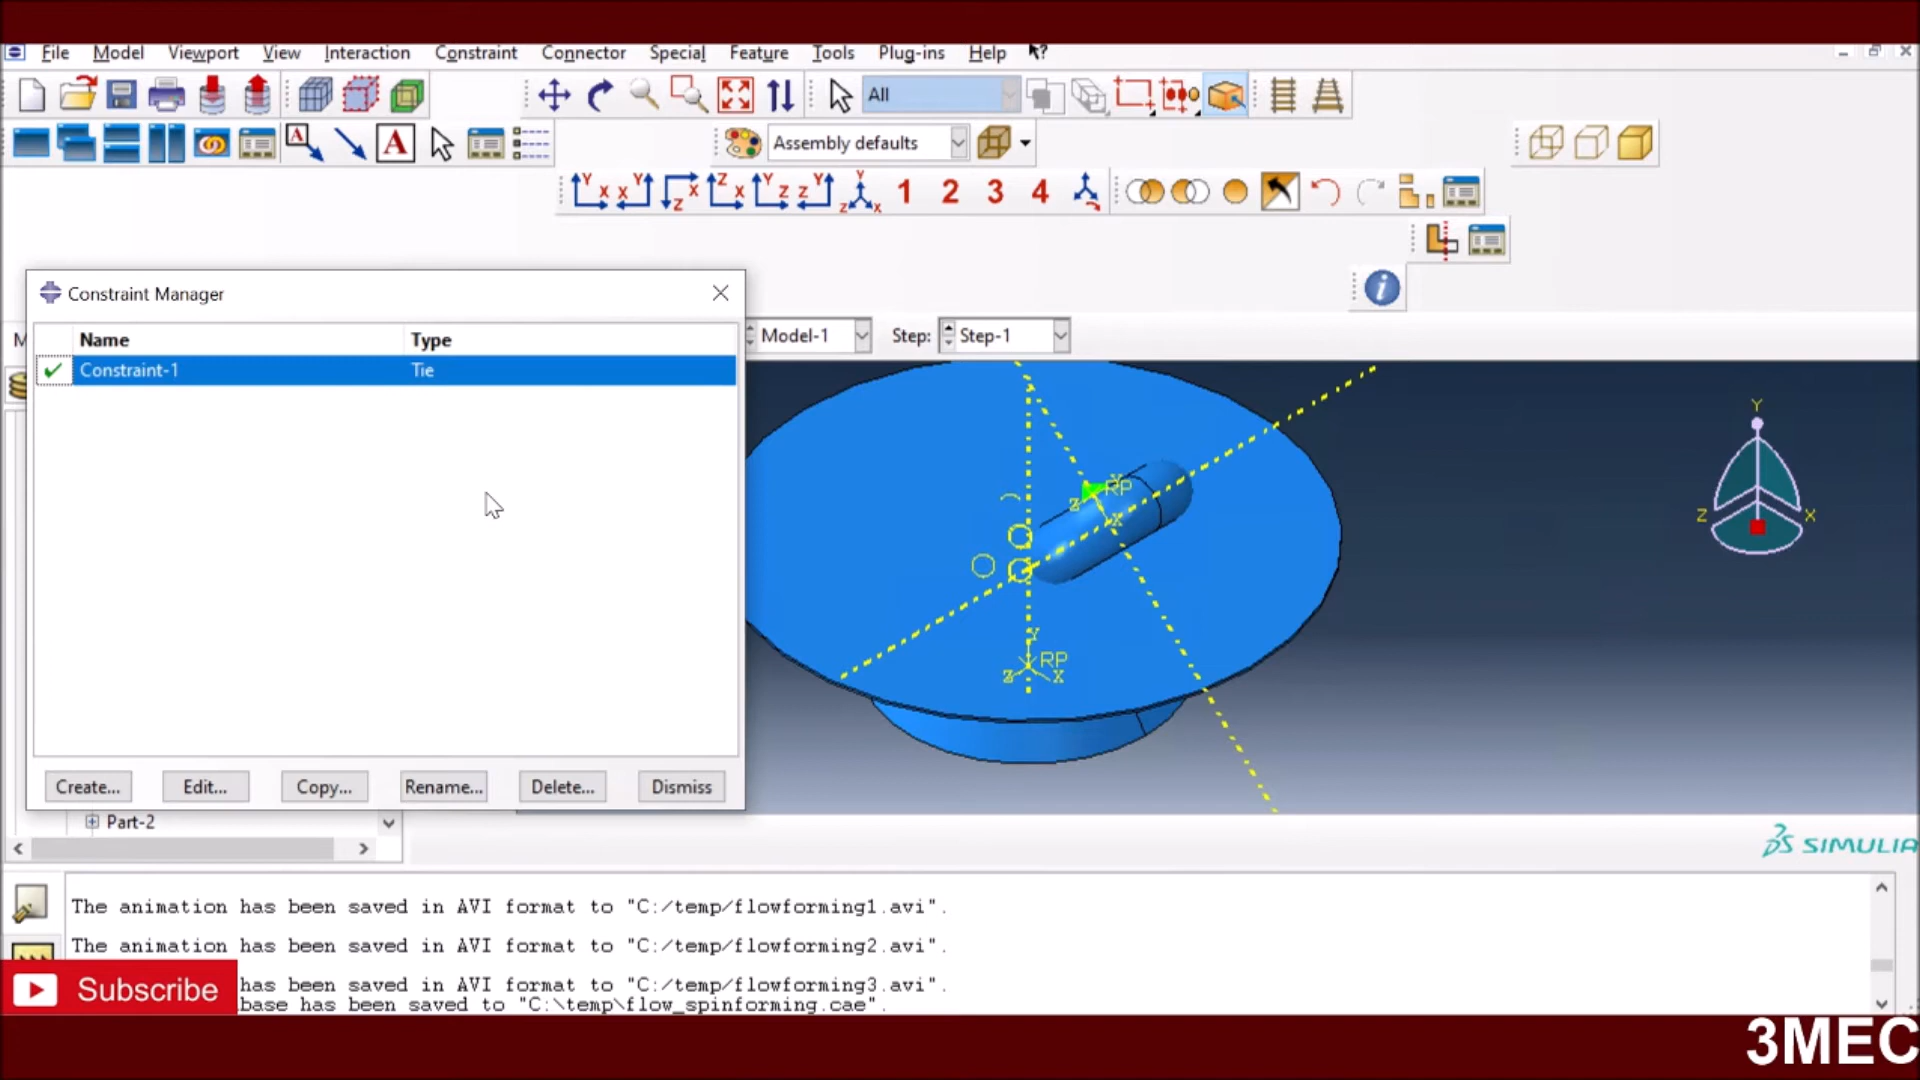 File Model Viewport View Interaction Constraint Connector Special Feature Tools Plug-ins Help
All
A A Assembly defaults
Y X X Y X Z Z X Y Z Z Y Y Z X 1 2 3 4
i
Constraint Manager
M Model-1 Step: Step-1
Name Type
Constraint-1 Tie
Y
Z X
Y RP
Z X
Y RP
Z X
Create... Edit... Copy... Rename... Delete... Dismiss
Part-2
SIMULIA
The animation has been saved in AVI format to "C:/temp/flowforming1.avi".
The animation has been saved in AVI format to "C:/temp/flowforming2.avi".
has been saved in AVI format to "C:/temp/flowforming3.avi".
base has been saved to "C:\temp\flow_spinforming.cae".
Subscribe
3MEC